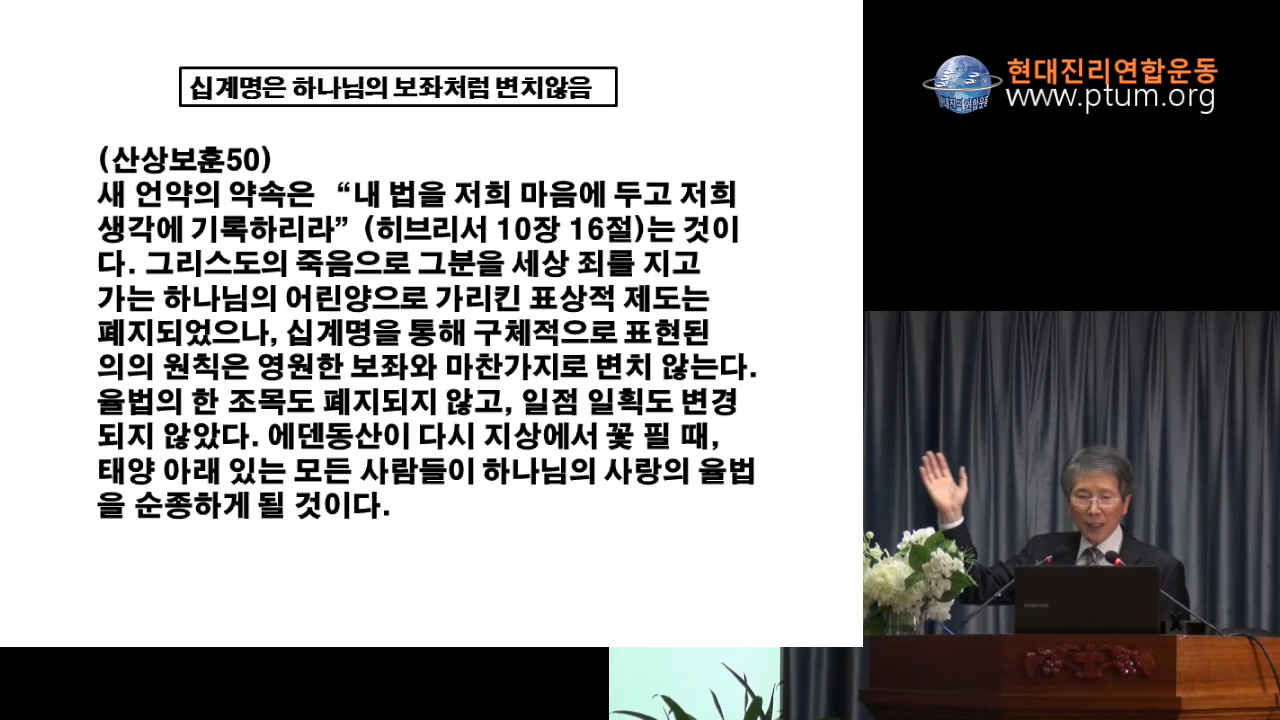 십계명은 하나님의 보좌처럼 변치않음
(산상보훈50)
새 언약의 약속은 “내 법을 저희 마음에 두고 저희
생각에 기록하리라” (히브리서 10장 16절)는 것이
다. 그리스도의 죽음으로 그분을 세상 죄를 지고
가는 하나님의 어린양으로 가리킨 표상적 제도는
폐지되었으나, 십계명을 통해 구체적으로 표현된
의의 원칙은 영원한 보좌와 마찬가지로 변치 않는다.
율법의 한 조목도 폐지되지 않고, 일점 일획도 변경
되지 않았다. 에덴동산이 다시 지상에서 꽃 필 때,
태양 아래 있는 모든 사람들이 하나님의 사랑의 율법
을 순종하게 될 것이다.
현대진리연합운동
현대진리연합운동
www.ptum.org
SAMSUNG